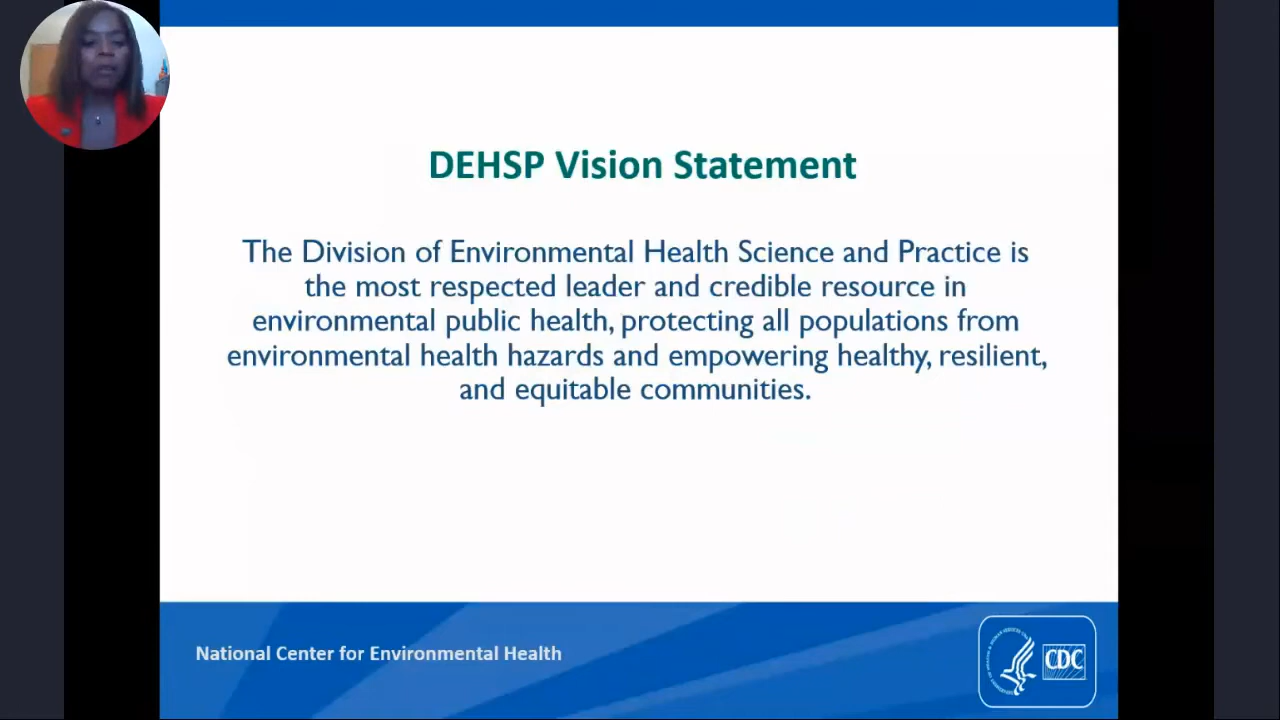 DEHSP Vision Statement
The Division of Environmental Health Science and Practice is
the most respected leader and credible resource in
environmental public health, protecting all populations from
environmental health hazards and empowering healthy, resilient,
and equitable communities.
National Center for Environmental Health
CDC